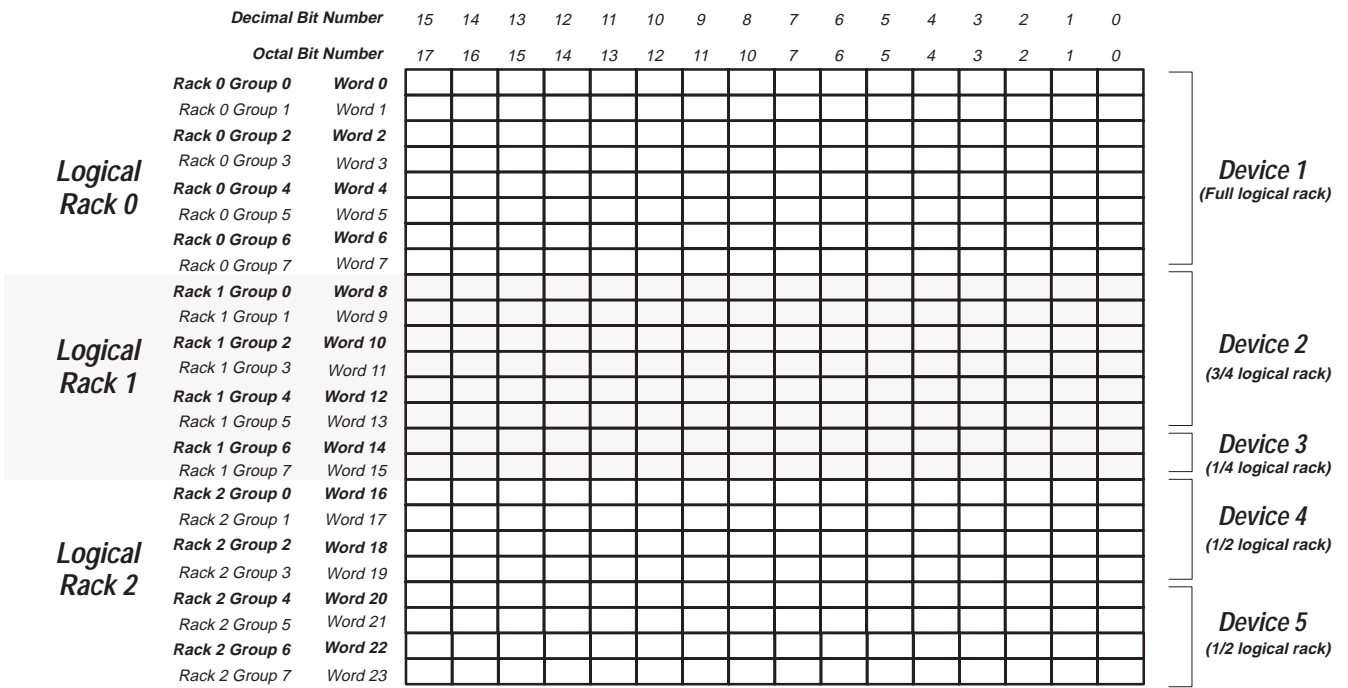 Decimal Bit Number 15 14 13 12 11 10 9 8 7 6 5 4 3 2 1 0
Octal Bit Number 17 16 15 14 13 12 11 10 7 6 5 4 3 2 1 0
Logical
Rack 0
Rack 0 Group 0 Word 0
Rack 0 Group 1 Word 1
Rack 0 Group 2 Word 2
Rack 0 Group 3 Word 3
Rack 0 Group 4 Word 4
Rack 0 Group 5 Word 5
Rack 0 Group 6 Word 6
Rack 0 Group 7 Word 7
Device 1
(Full logical rack)
Logical
Rack 1
Rack 1 Group 0 Word 8
Rack 1 Group 1 Word 9
Rack 1 Group 2 Word 10
Rack 1 Group 3 Word 11
Rack 1 Group 4 Word 12
Rack 1 Group 5 Word 13
Rack 1 Group 6 Word 14
Rack 1 Group 7 Word 15
Device 2
(3/4 logical rack)
Device 3
(1/4 logical rack)
Logical
Rack 2
Rack 2 Group 0 Word 16
Rack 2 Group 1 Word 17
Rack 2 Group 2 Word 18
Rack 2 Group 3 Word 19
Rack 2 Group 4 Word 20
Rack 2 Group 5 Word 21
Rack 2 Group 6 Word 22
Rack 2 Group 7 Word 23
Device 4
(1/2 logical rack)
Device 5
(1/2 logical rack)